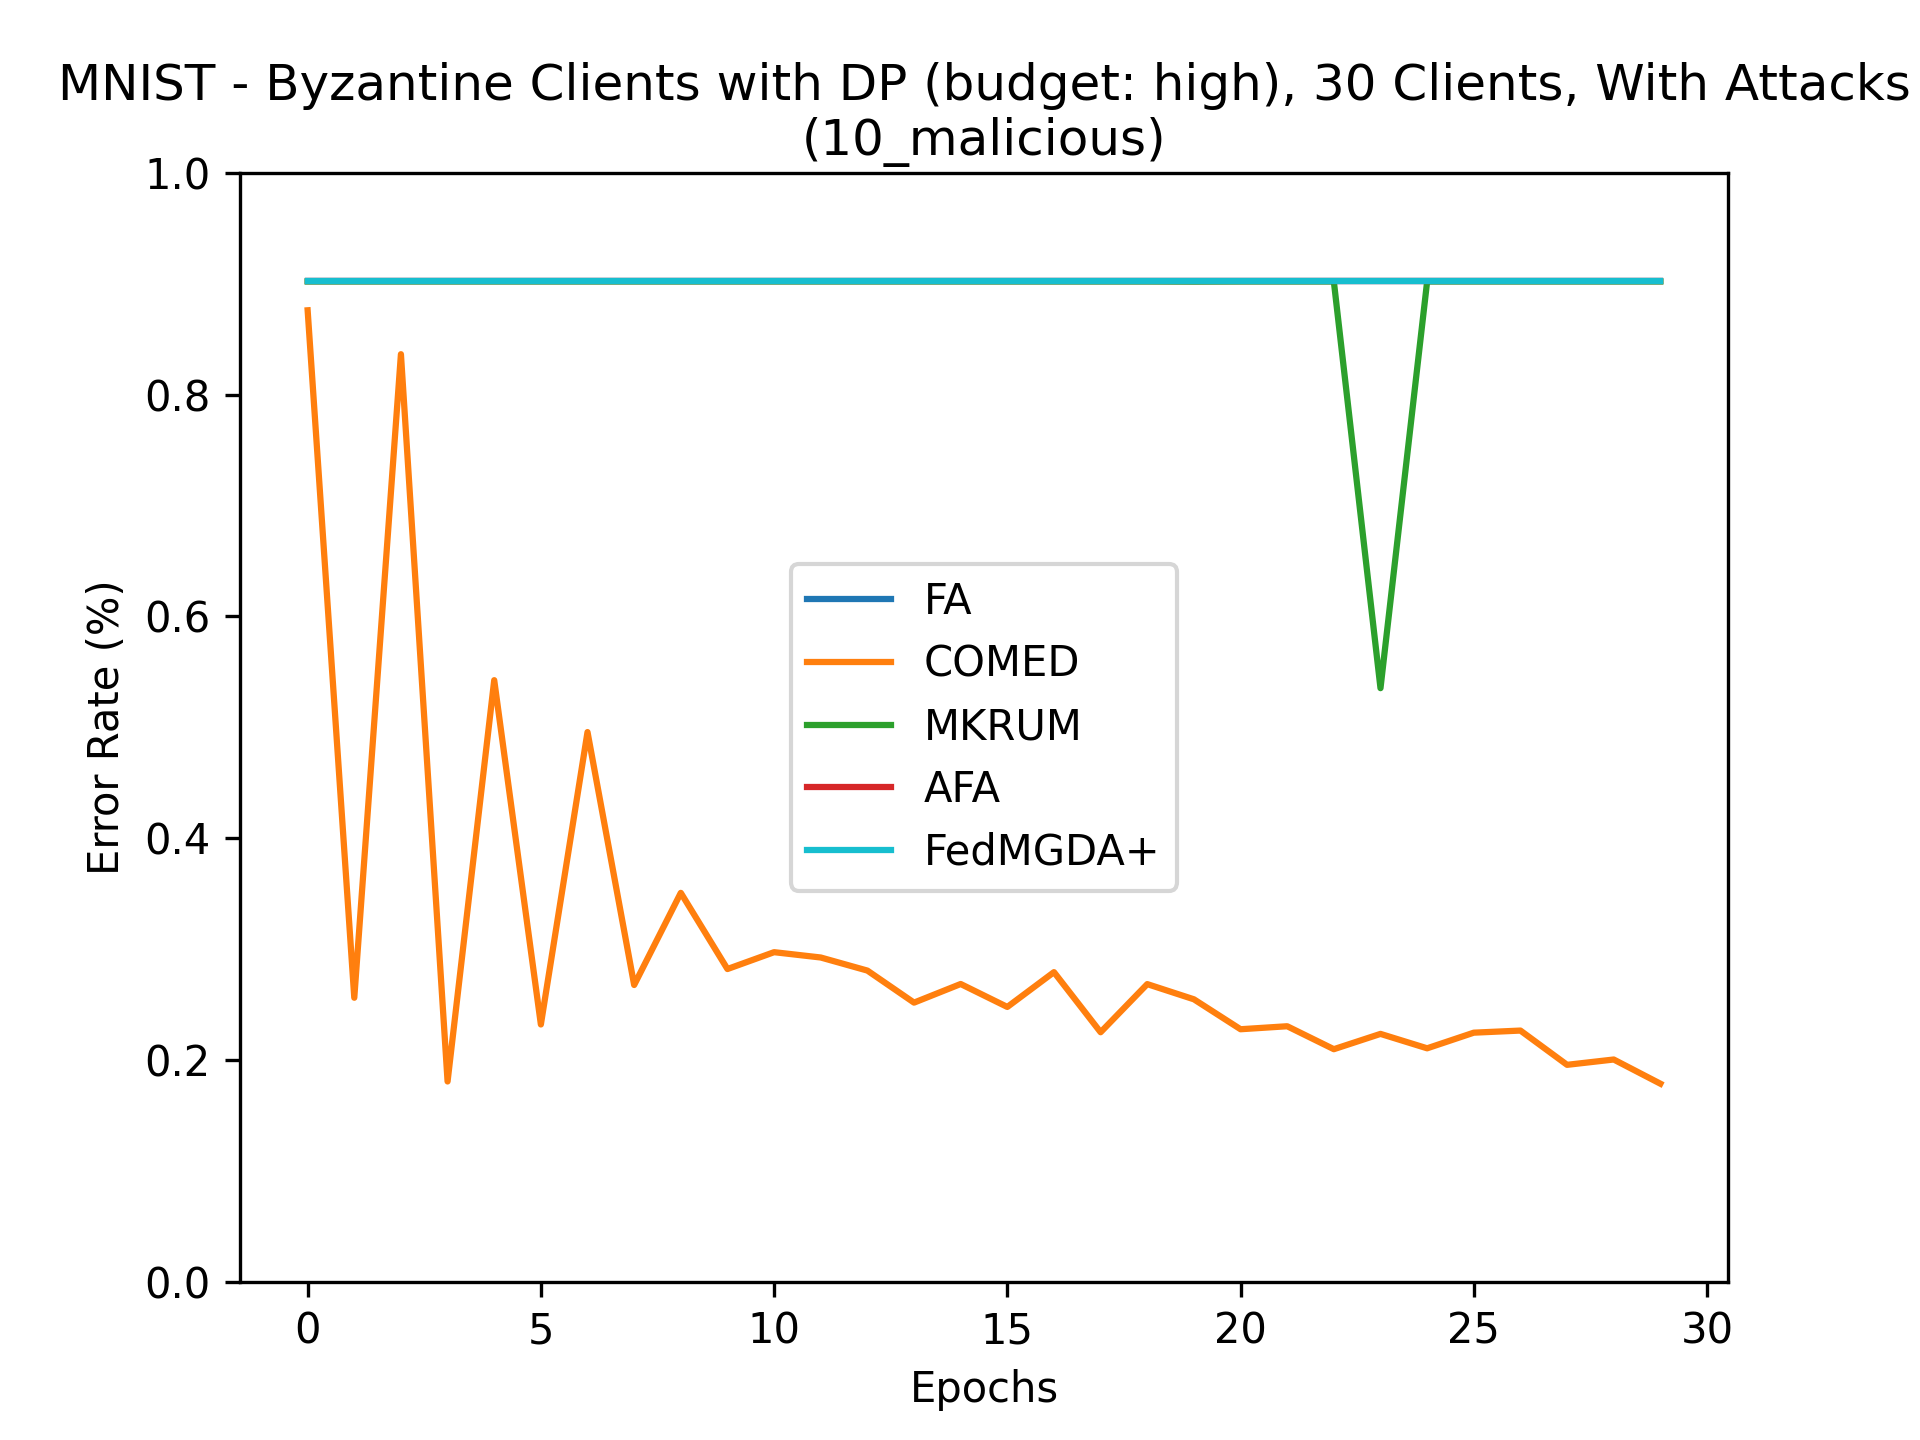 MNIST - Byzantine Clients with DP (budget: high), 30 Clients, With Attacks
(10_malicious)
1.0
0.8
0.6
0.4
0.2
0.0
Error Rate (%)
FA
COMED
MKRUM
AFA
FedMGDA+
0 5 10 15 20 25 30
Epochs